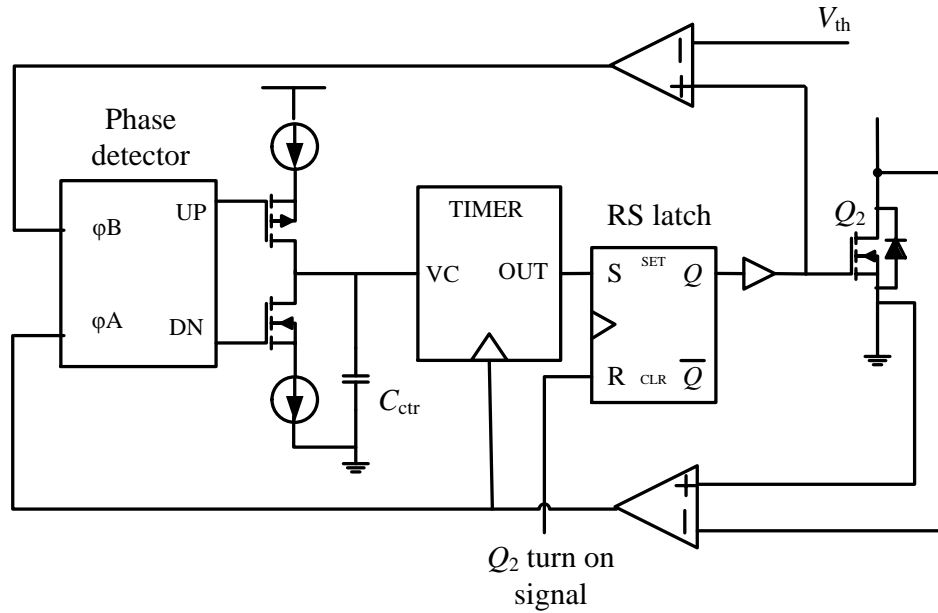 V_th
Phase
detector
φB
UP
φA
DN
C_ctr
TIMER
VC
OUT
RS latch
S
SET
Q
R
CLR
Q̅
Q_2
Q_2 turn on
signal